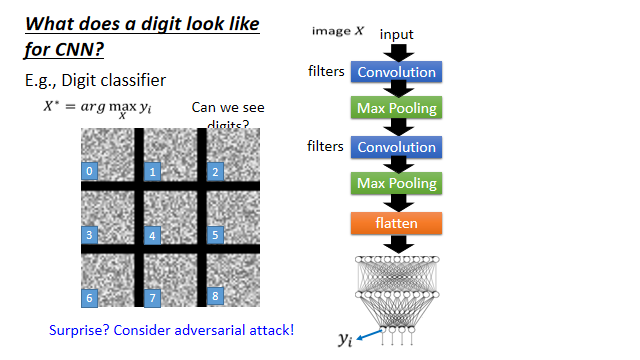 What does a digit look like
for CNN?
E.g., Digit classifier
X* = arg max y_i
X
Can we see
digits?
0
1
2
3
4
5
6
7
8
Surprise? Consider adversarial attack!
image X
input
filters
Convolution
Max Pooling
filters
Convolution
Max Pooling
flatten
y_i